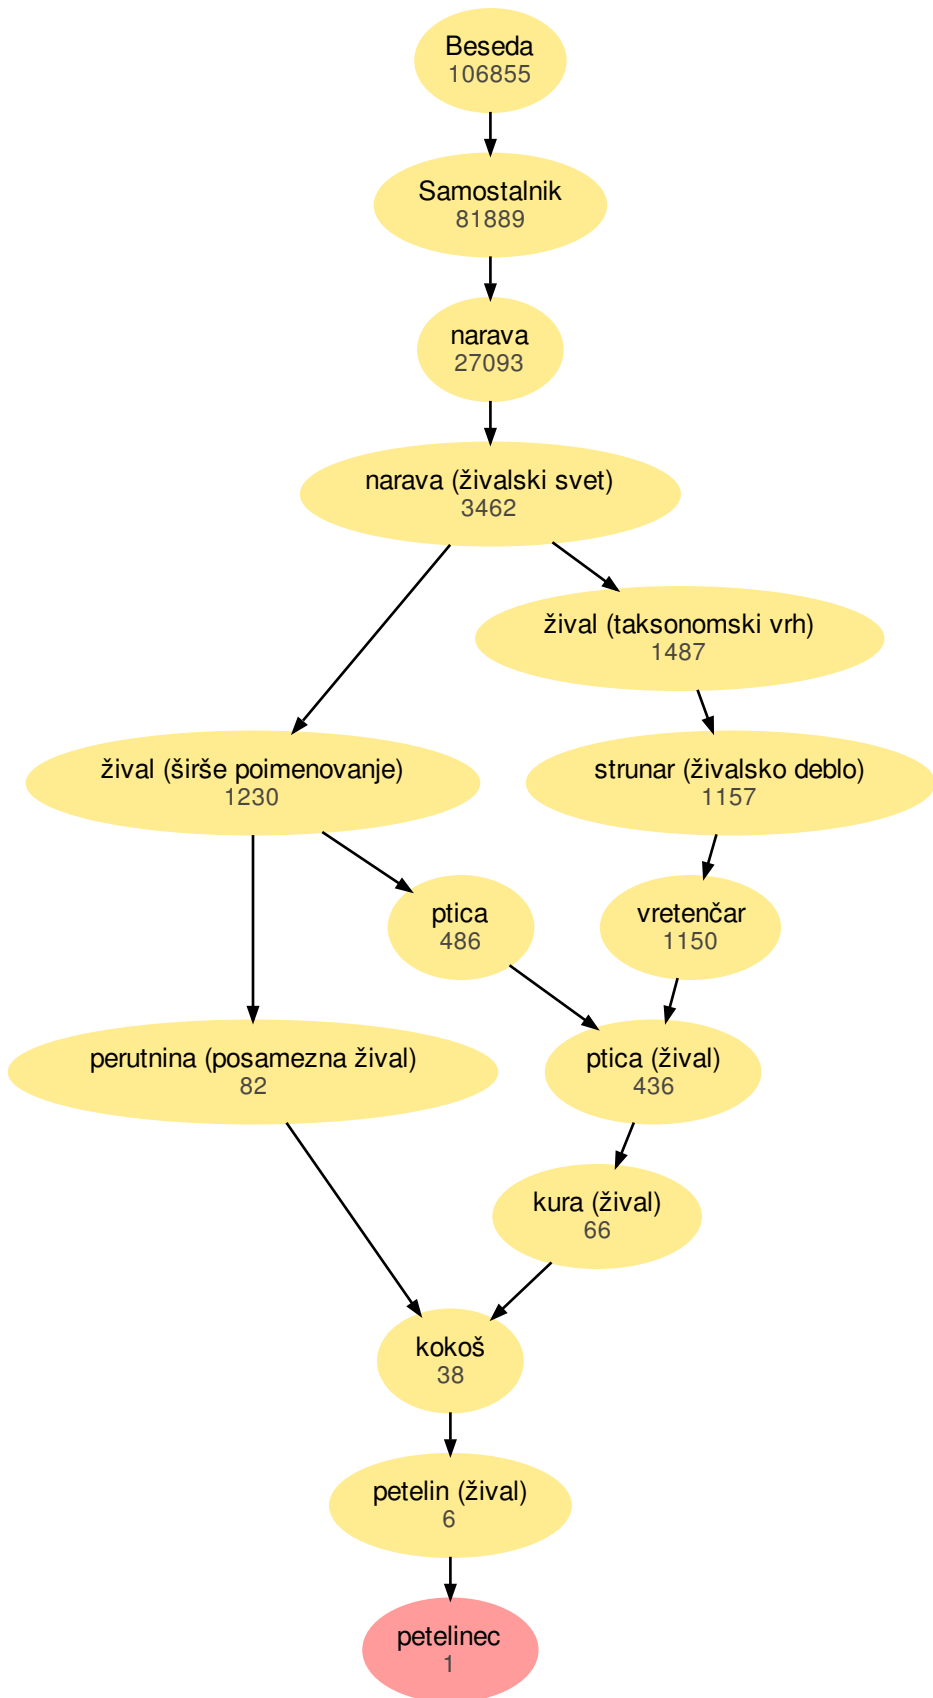 Beseda
106855
Samostalnik
81889
narava
27093
narava (živalski svet)
3462
žival (taksonomski vrh)
1487
žival (širše poimenovanje)
1230
strunar (živalsko deblo)
1157
ptica
486
vretenčar
1150
perutnina (posamezna žival)
82
ptica (žival)
436
kura (žival)
66
kokoš
38
petelin (žival)
6
petelinec
1